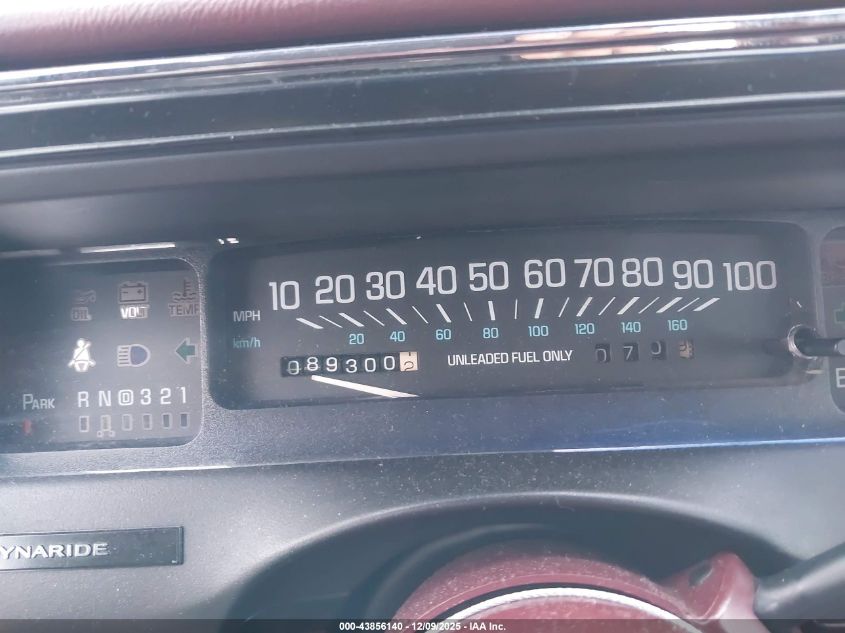 10 20 30 40 50 60 70 80 90 100
MPH
km/h 20 40 60 80 100 120 140 160
OIL VOLT TEMP
089300
UNLEADED FUEL ONLY
PARK R N D 3 2 1
YNARIDE
000-43856140 - 12/09/2025 - IAA Inc.